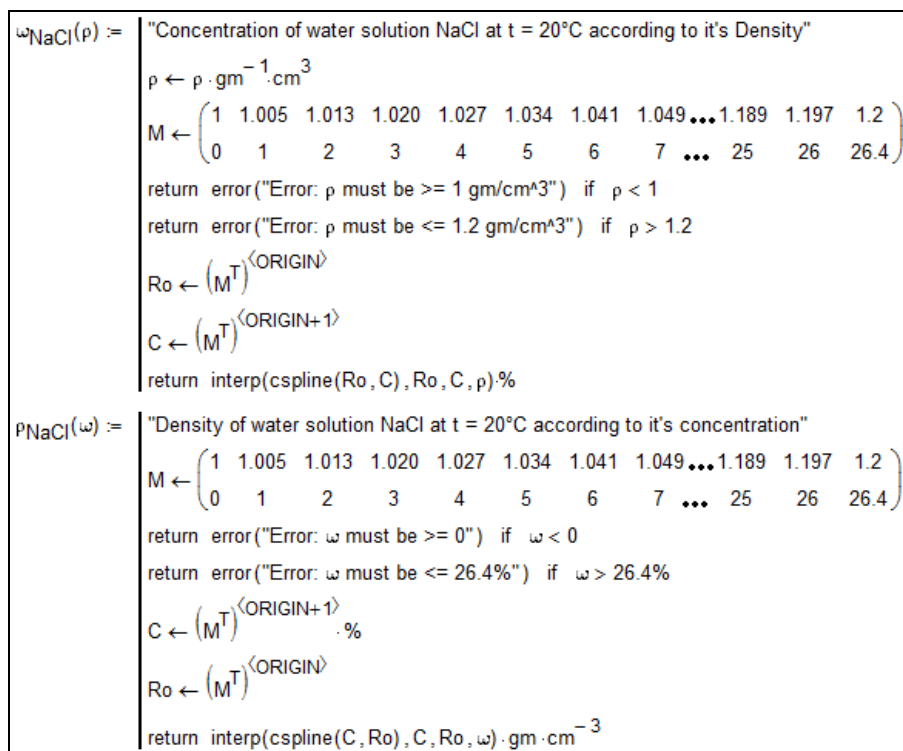 ωNaCl(ρ) := "Concentration of water solution NaCl at t = 20°C according to it's Density"
ρ ← ρ·gm^−1·cm^3
M ← (1 1.005 1.013 1.020 1.027 1.034 1.041 1.049 ... 1.189 1.197 1.2
0 1 2 3 4 5 6 7 ... 25 26 26.4)
return error("Error: ρ must be >= 1 gm/cm^3") if ρ < 1
return error("Error: ρ must be <= 1.2 gm/cm^3") if ρ > 1.2
Ro ← (M^T)^⟨ORIGIN⟩
C ← (M^T)^⟨ORIGIN+1⟩
return interp(cspline(Ro,C),Ro,C,ρ)·%
ρNaCl(ω) := "Density of water solution NaCl at t = 20°C according to it's concentration"
M ← (1 1.005 1.013 1.020 1.027 1.034 1.041 1.049 ... 1.189 1.197 1.2
0 1 2 3 4 5 6 7 ... 25 26 26.4)
return error("Error: ω must be >= 0") if ω < 0
return error("Error: ω must be <= 26.4%") if ω > 26.4%
C ← (M^T)^⟨ORIGIN+1⟩·%
Ro ← (M^T)^⟨ORIGIN⟩
return interp(cspline(C,Ro),C,Ro,ω)·gm·cm^−3